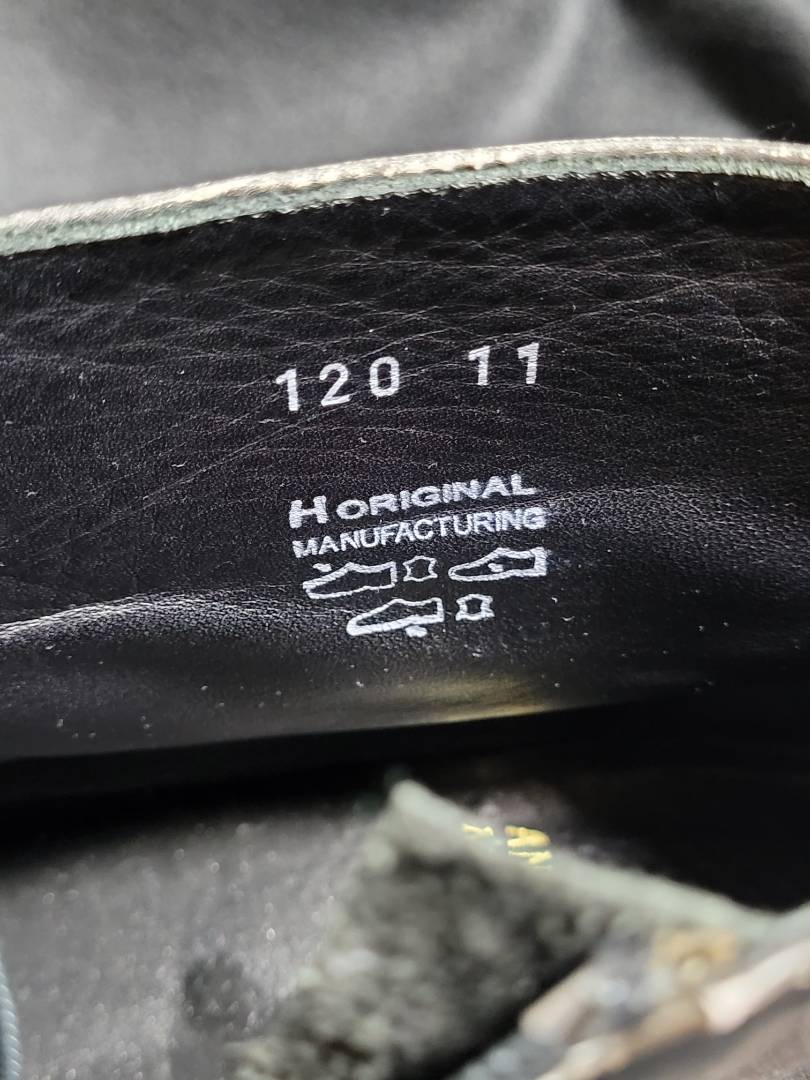 120 11
H ORIGINAL
MANUFACTURING